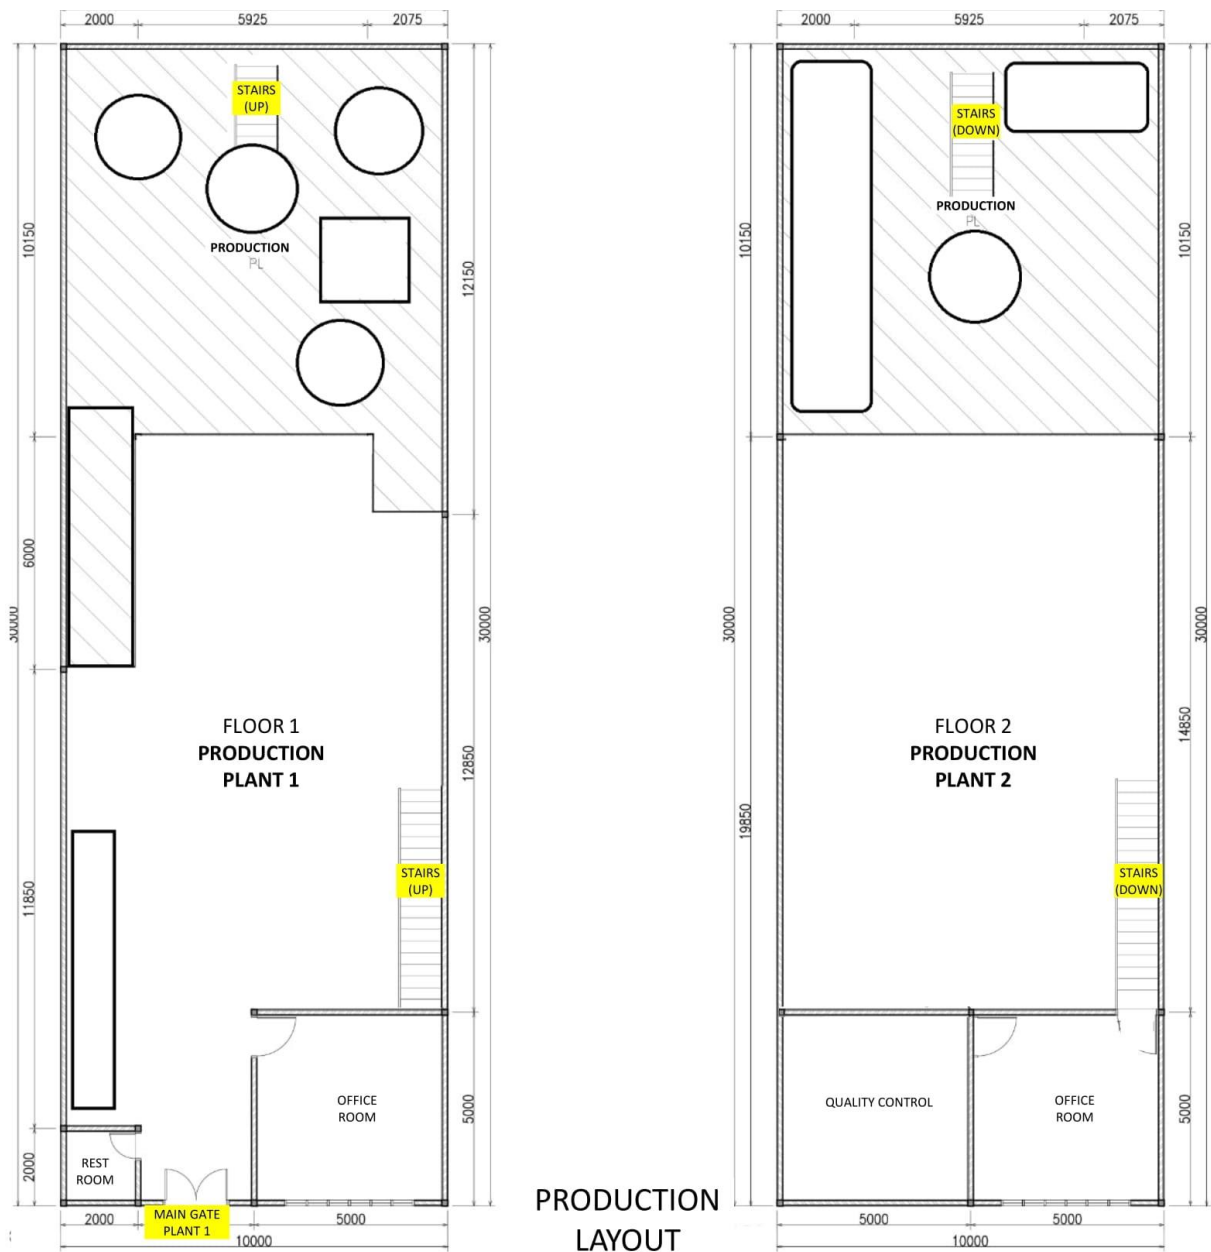 2000 5925 2075
2000 5925 2075
STAIRS
(UP)
STAIRS
(DOWN)
PRODUCTION
PL
PRODUCTION
PL
10150
12150
10150
10150
6000
30000
30000
30000
30000
FLOOR 1
PRODUCTION
PLANT 1
FLOOR 2
PRODUCTION
PLANT 2
12850
14850
19850
11850
STAIRS
(UP)
STAIRS
(DOWN)
OFFICE
ROOM
QUALITY CONTROL
OFFICE
ROOM
5000
5000
2000
REST
ROOM
MAIN GATE
PLANT 1
2000
5000
10000
PRODUCTION
LAYOUT
5000
5000
10000